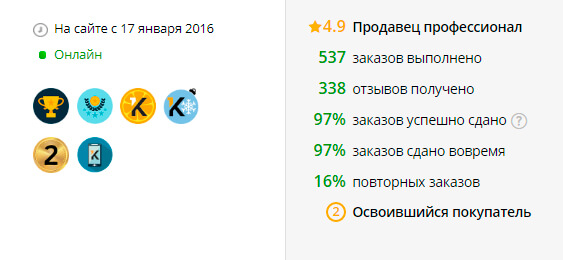 На сайте с 17 января 2016
Онлайн
K
K
2
K
4.9 Продавец профессионал
537 заказов выполнено
338 отзывов получено
97% заказов успешно сдано ?
97% заказов сдано вовремя
16% повторных заказов
2 Освоившийся покупатель